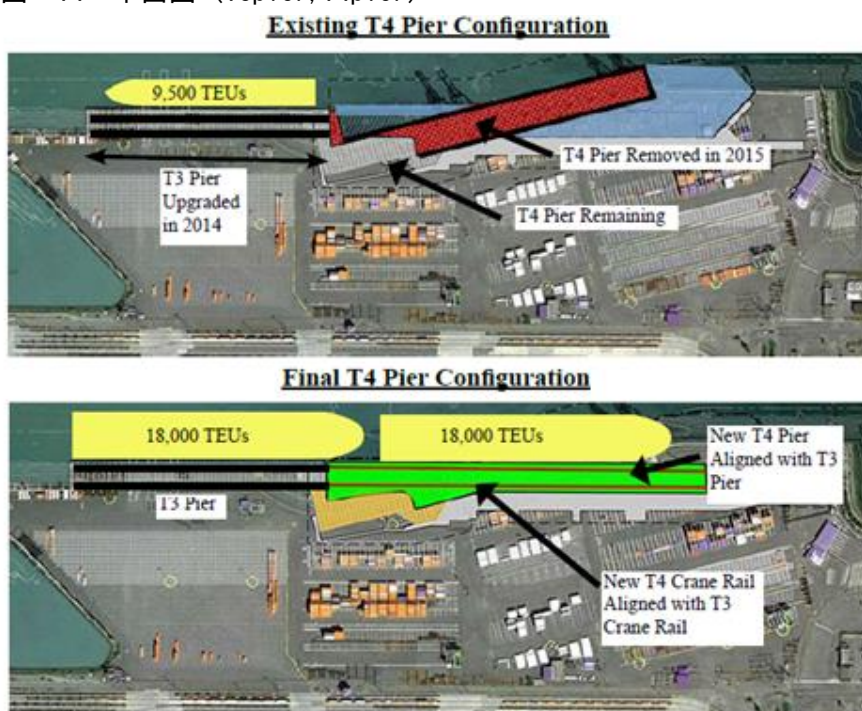 Existing T4 Pier Configuration
9,500 TEUs
T4 Pier Removed in 2015
T3 Pier
Upgraded
in 2014
T4 Pier Remaining
Final T4 Pier Configuration
18,000 TEUs
18,000 TEUs
New T4 Pier
Aligned with T3
Pier
T3 Pier
New T4 Crane Rail
Aligned with T3
Crane Rail